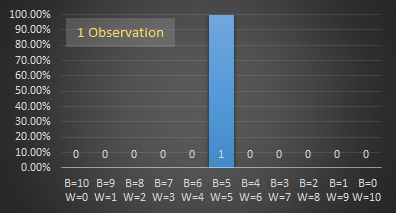 100.00%
90.00%
80.00%
70.00%
60.00%
50.00%
40.00%
30.00%
20.00%
10.00%
0.00%
1 Observation
0 0 0 0 0 1 0 0 0 0 0
B=10 B=9 B=8 B=7 B=6 B=5 B=4 B=3 B=2 B=1 B=0
W=0 W=1 W=2 W=3 W=4 W=5 W=6 W=7 W=8 W=9 W=10